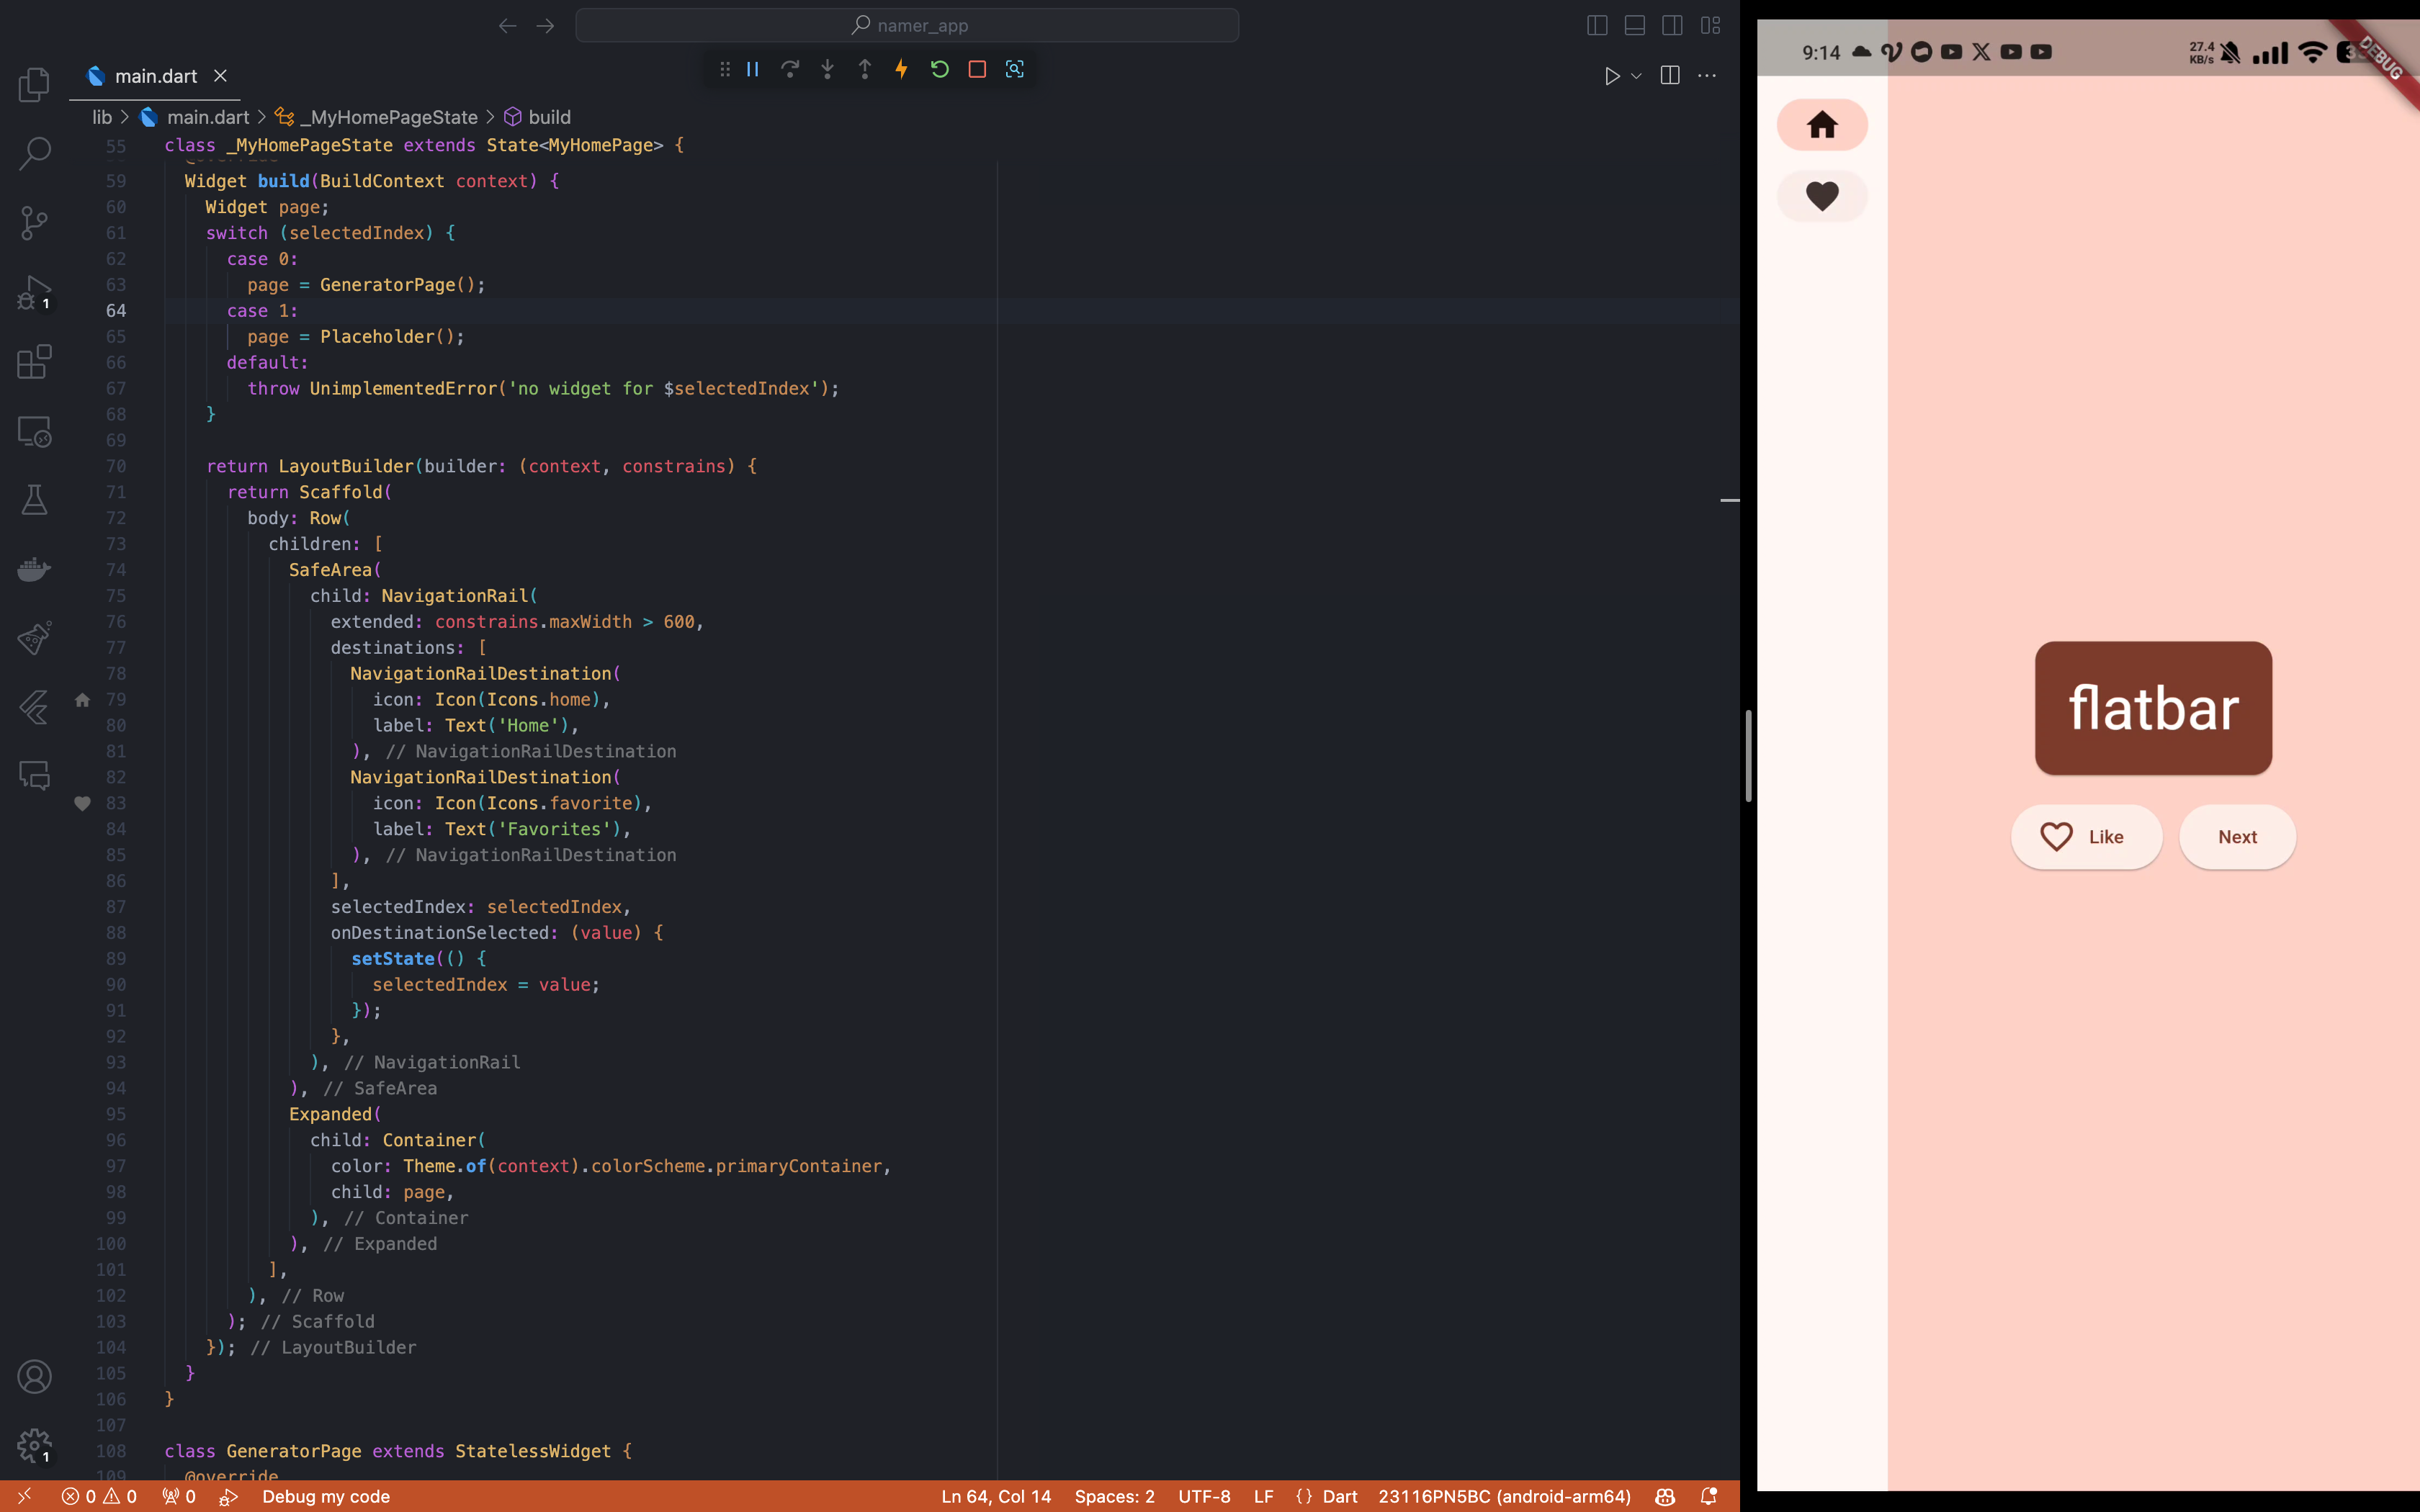 namer_app
main.dart
lib > main.dart > _MyHomePageState > build
55 class _MyHomePageState extends State<MyHomePage> {
59 Widget build(BuildContext context) {
60 Widget page;
61 switch (selectedIndex) {
62 case 0:
63 page = GeneratorPage();
64 case 1:
65 page = Placeholder();
66 default:
67 throw UnimplementedError('no widget for $selectedIndex');
68 }
69
70 return LayoutBuilder(builder: (context, constrains) {
71 return Scaffold(
72 body: Row(
73 children: [
74 SafeArea(
75 child: NavigationRail(
76 extended: constrains.maxWidth > 600,
77 destinations: [
78 NavigationRailDestination(
79 icon: Icon(Icons.home),
80 label: Text('Home'),
81 ), // NavigationRailDestination
82 NavigationRailDestination(
83 icon: Icon(Icons.favorite),
84 label: Text('Favorites'),
85 ), // NavigationRailDestination
86 ],
87 selectedIndex: selectedIndex,
88 onDestinationSelected: (value) {
89 setState(() {
90 selectedIndex = value;
91 });
92 },
93 ), // NavigationRail
94 ), // SafeArea
95 Expanded(
96 child: Container(
97 color: Theme.of(context).colorScheme.primaryContainer,
98 child: page,
99 ), // Container
100 ), // Expanded
101 ],
102 ), // Row
103 ); // Scaffold
104 }); // LayoutBuilder
105 }
106 }
107
108 class GeneratorPage extends StatelessWidget {
109 @override
1
1
0 0 0 Debug my code
Ln 64, Col 14 Spaces: 2 UTF-8 LF {} Dart 23116PN5BC (android-arm64)
9:14
27.4
KB/s
DEBUG
flatbar
Like
Next